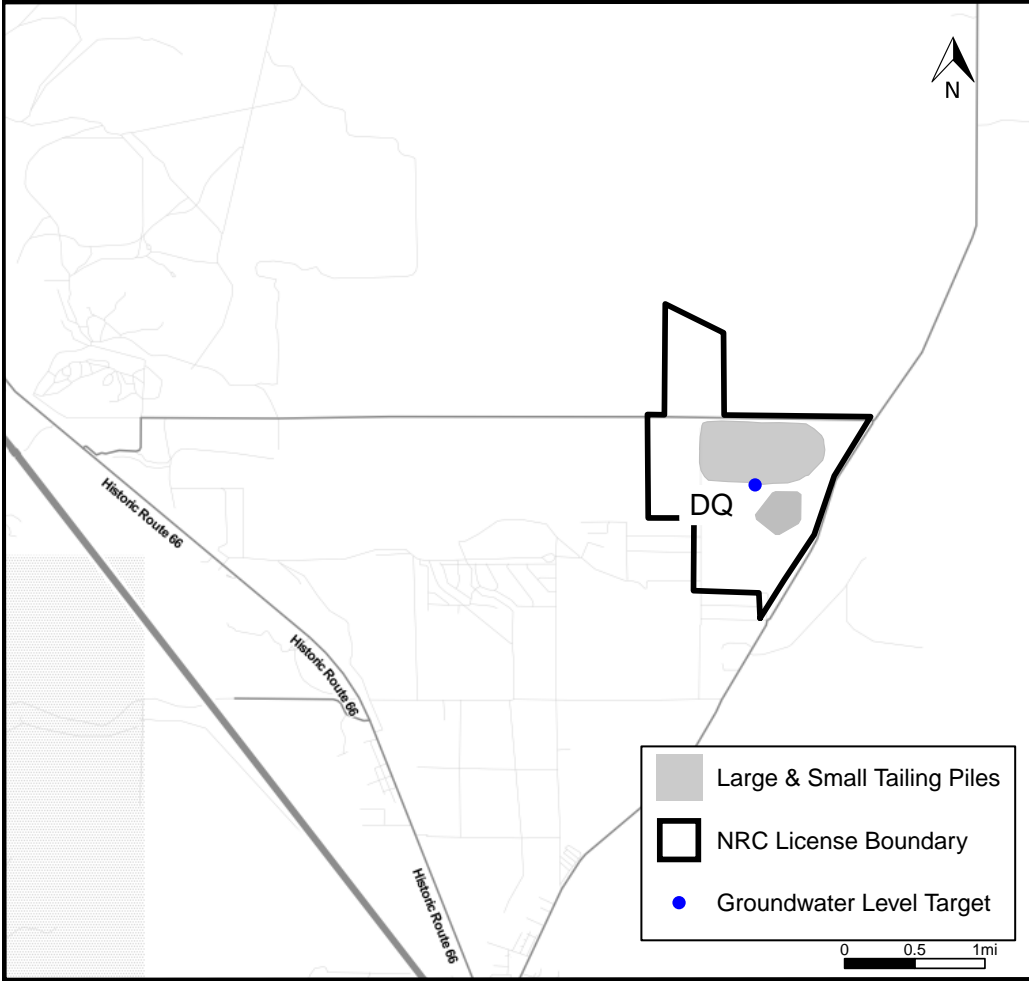 N
DQ
Historic Route 66
Historic Route 66
Historic Route 66
Large & Small Tailing Piles
NRC License Boundary
Groundwater Level Target
0 0.5 1mi